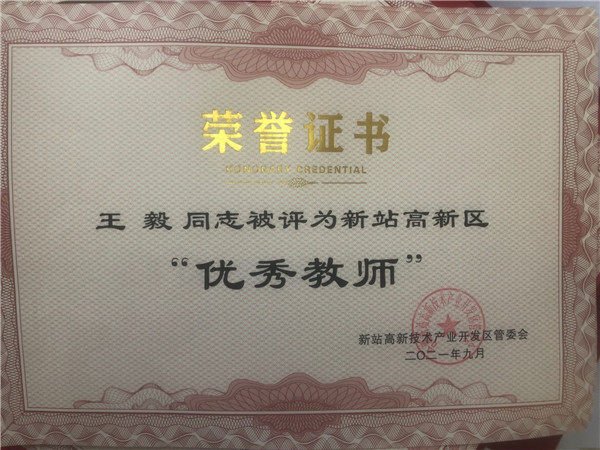 荣誉证书
HONORARY CREDENTIAL
王 毅 同志被评为新站高新区
“优秀教师”
新站高新技术产业开发区管委会
二〇二一年九月